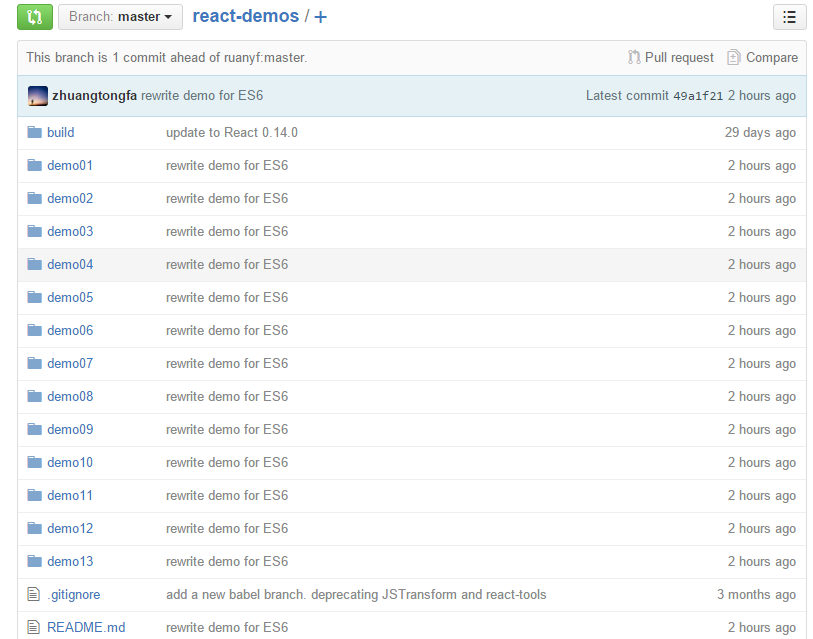 Branch: master react-demos / +
This branch is 1 commit ahead of ruanyf:master. Pull request Compare
zhuangtongfa rewrite demo for ES6 Latest commit 49a1f21 2 hours ago
build update to React 0.14.0 29 days ago
demo01 rewrite demo for ES6 2 hours ago
demo02 rewrite demo for ES6 2 hours ago
demo03 rewrite demo for ES6 2 hours ago
demo04 rewrite demo for ES6 2 hours ago
demo05 rewrite demo for ES6 2 hours ago
demo06 rewrite demo for ES6 2 hours ago
demo07 rewrite demo for ES6 2 hours ago
demo08 rewrite demo for ES6 2 hours ago
demo09 rewrite demo for ES6 2 hours ago
demo10 rewrite demo for ES6 2 hours ago
demo11 rewrite demo for ES6 2 hours ago
demo12 rewrite demo for ES6 2 hours ago
demo13 rewrite demo for ES6 2 hours ago
.gitignore add a new babel branch. deprecating JSTransform and react-tools 3 months ago
README.md rewrite demo for ES6 2 hours ago